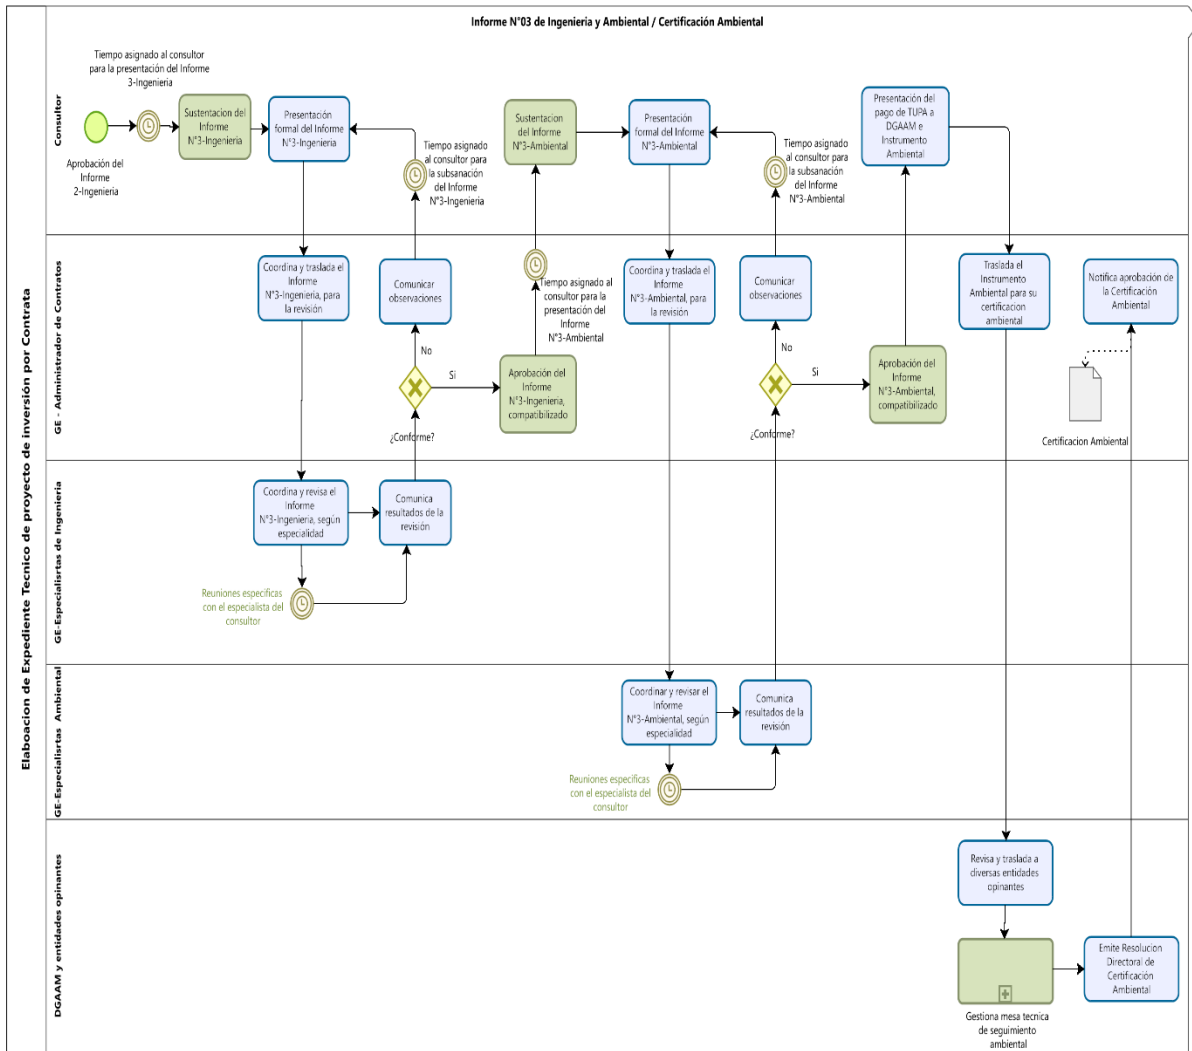 Informe N°03 de Ingenieria y Ambiental / Certificación Ambiental
Elaboacion de Expediente Tecnico de proyecto de inversión por Contrata
Consultor
Tiempo asignado al consultor
para la presentación del Informe
3-Ingenieria
Aprobación del
Informe
2-Ingenieria
Sustentacion del
Informe
N°3-Ingenieria
Presentación
formal del Informe
N°3-Ingenieria
Tiempo asignado
al consultor para
la subsanación
del Informe
N°3-Ingenieria
Sustentacion del
Informe
N°3-Ambiental
Presentación
formal del Informe
N°3-Ambiental
Tiempo asignado
al consultor para
la subsanación
del Informe
N°3-Ambiental
Presentación del
pago de TUPA a
DGAAM e
Instrumento
Ambiental
GE - Administrador de Contratos
Coordina y traslada el
Informe
N°3-Ingenieria, para
la revisión
Comunicar
observaciones
No
Si
¿Conforme?
Aprobación del
Informe
N°3-Ingenieria,
compatibilizado
Tiempo asignado al
consultor para la
presentación del
Informe
N°3-Ambiental
Coordina y traslada el
Informe
N°3-Ambiental, para
la revisión
Comunicar
observaciones
No
Si
¿Conforme?
Aprobación del
Informe
N°3-Ambiental,
compatibilizado
Traslada el
Instrumento
Ambiental para su
certificacion
ambiental
Notifica aprobación de
la Certificación
Ambiental
Certificacion Ambiental
GE-Especialisrtas de Ingenieria
Coordina y revisa el
Informe
N°3-Ingenieria, según
especialidad
Comunica
resultados de la
revisión
Reuniones especificas
con el especialista del
consultor
GE-Especialisrtas Ambiental
Coordinar y revisar el
Informe
N°3-Ambiental, según
especialidad
Comunica
resultados de la
revisión
Reuniones especificas
con el especialista del
consultor
DGAAM y entidades opinantes
Revisa y traslada a
diversas entidades
opinantes
Gestiona mesa tecnica
de seguimiento
ambiental
Emite Resolucion
Directoral de
Certificación
Ambiental